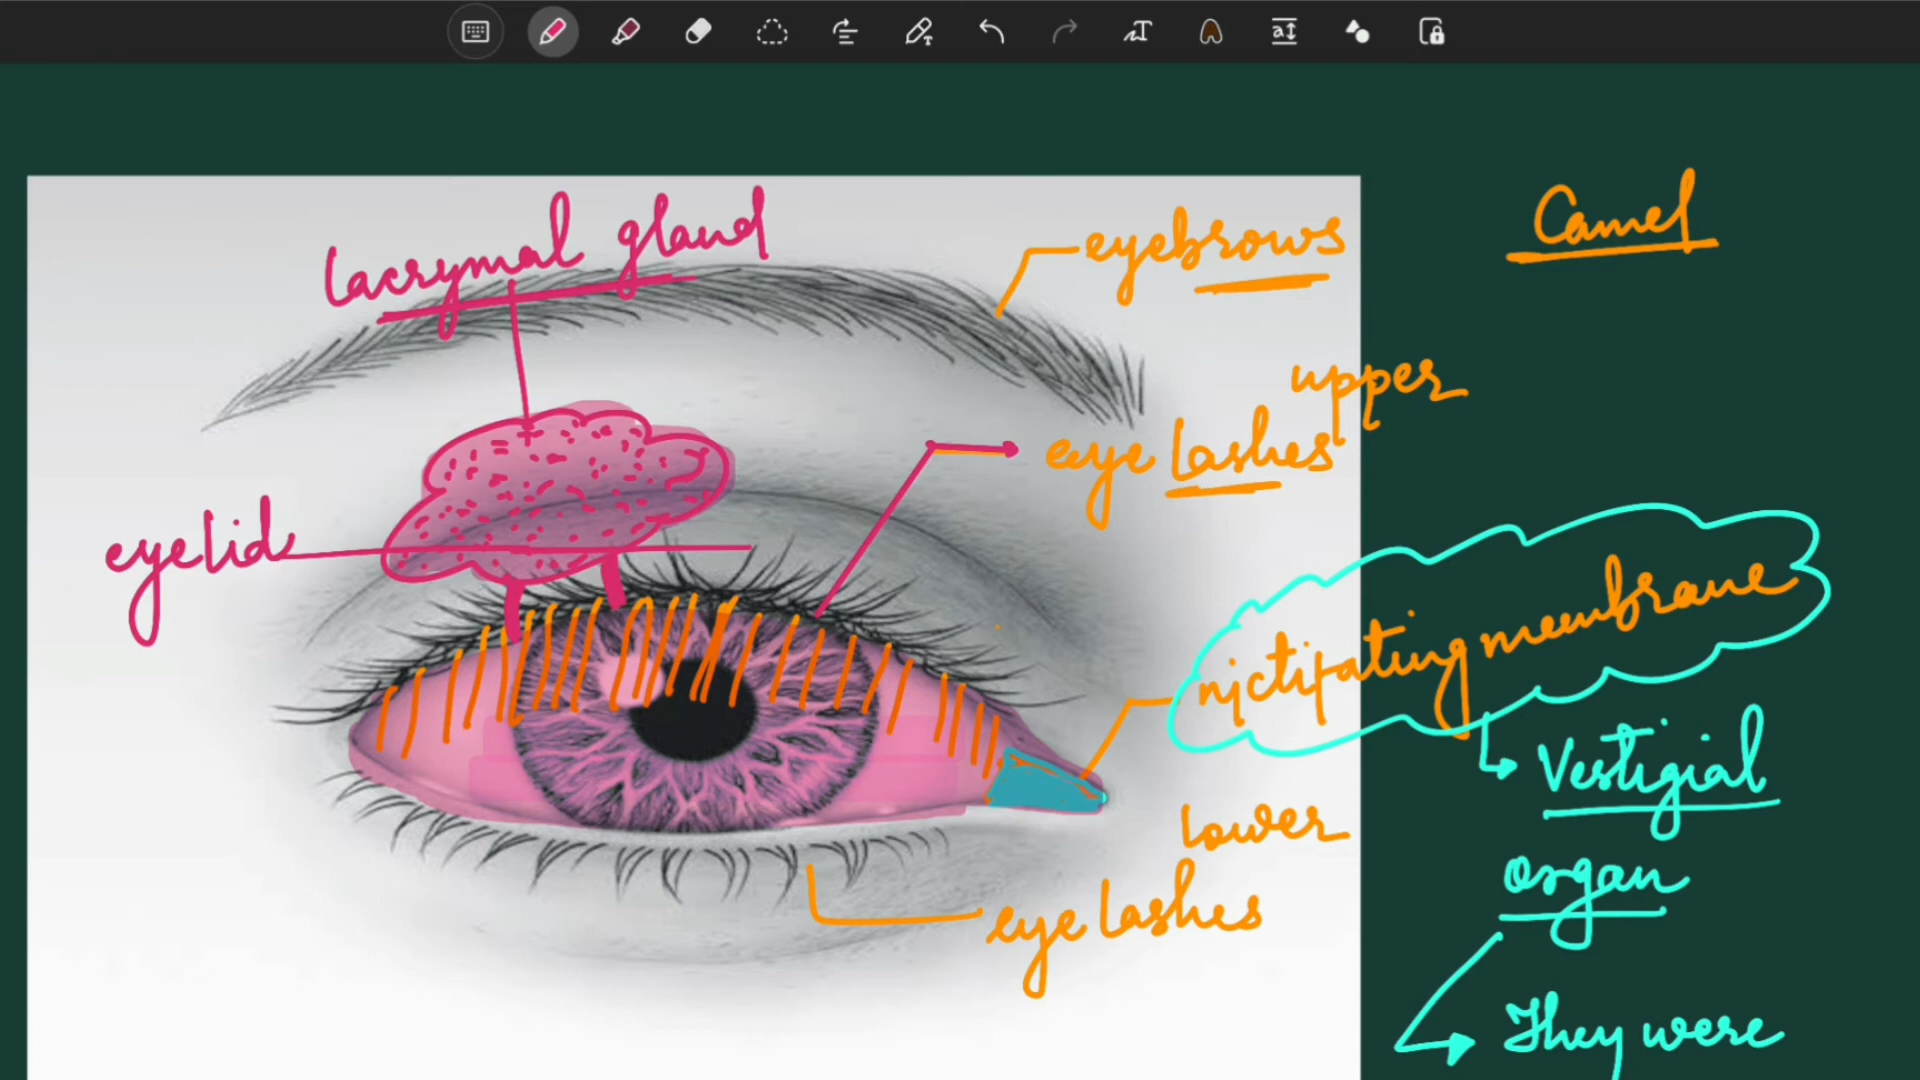 lacrymal gland
eyebrows
Camel
upper
eye lashes
eyelid
nictitating membrane
Vestigial
lower
organ
eye lashes
They were